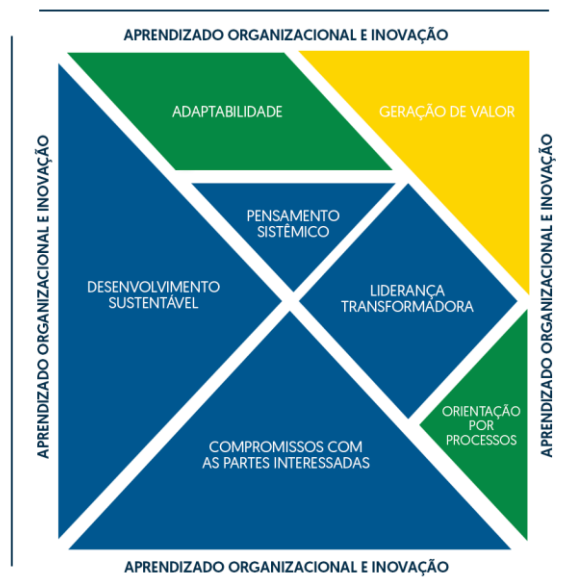 APRENDIZADO ORGANIZACIONAL E INOVAÇÃO
ADAPTABILIDADE
GERAÇÃO DE VALOR
APRENDIZADO ORGANIZACIONAL E INOVAÇÃO
APRENDIZADO ORGANIZACIONAL E INOVAÇÃO
PENSAMENTO
SISTÊMICO
DESENVOLVIMENTO
SUSTENTÁVEL
LIDERANÇA
TRANSFORMADORA
ORIENTAÇÃO
POR
PROCESSOS
COMPROMISSOS COM
AS PARTES INTERESSADAS
APRENDIZADO ORGANIZACIONAL E INOVAÇÃO